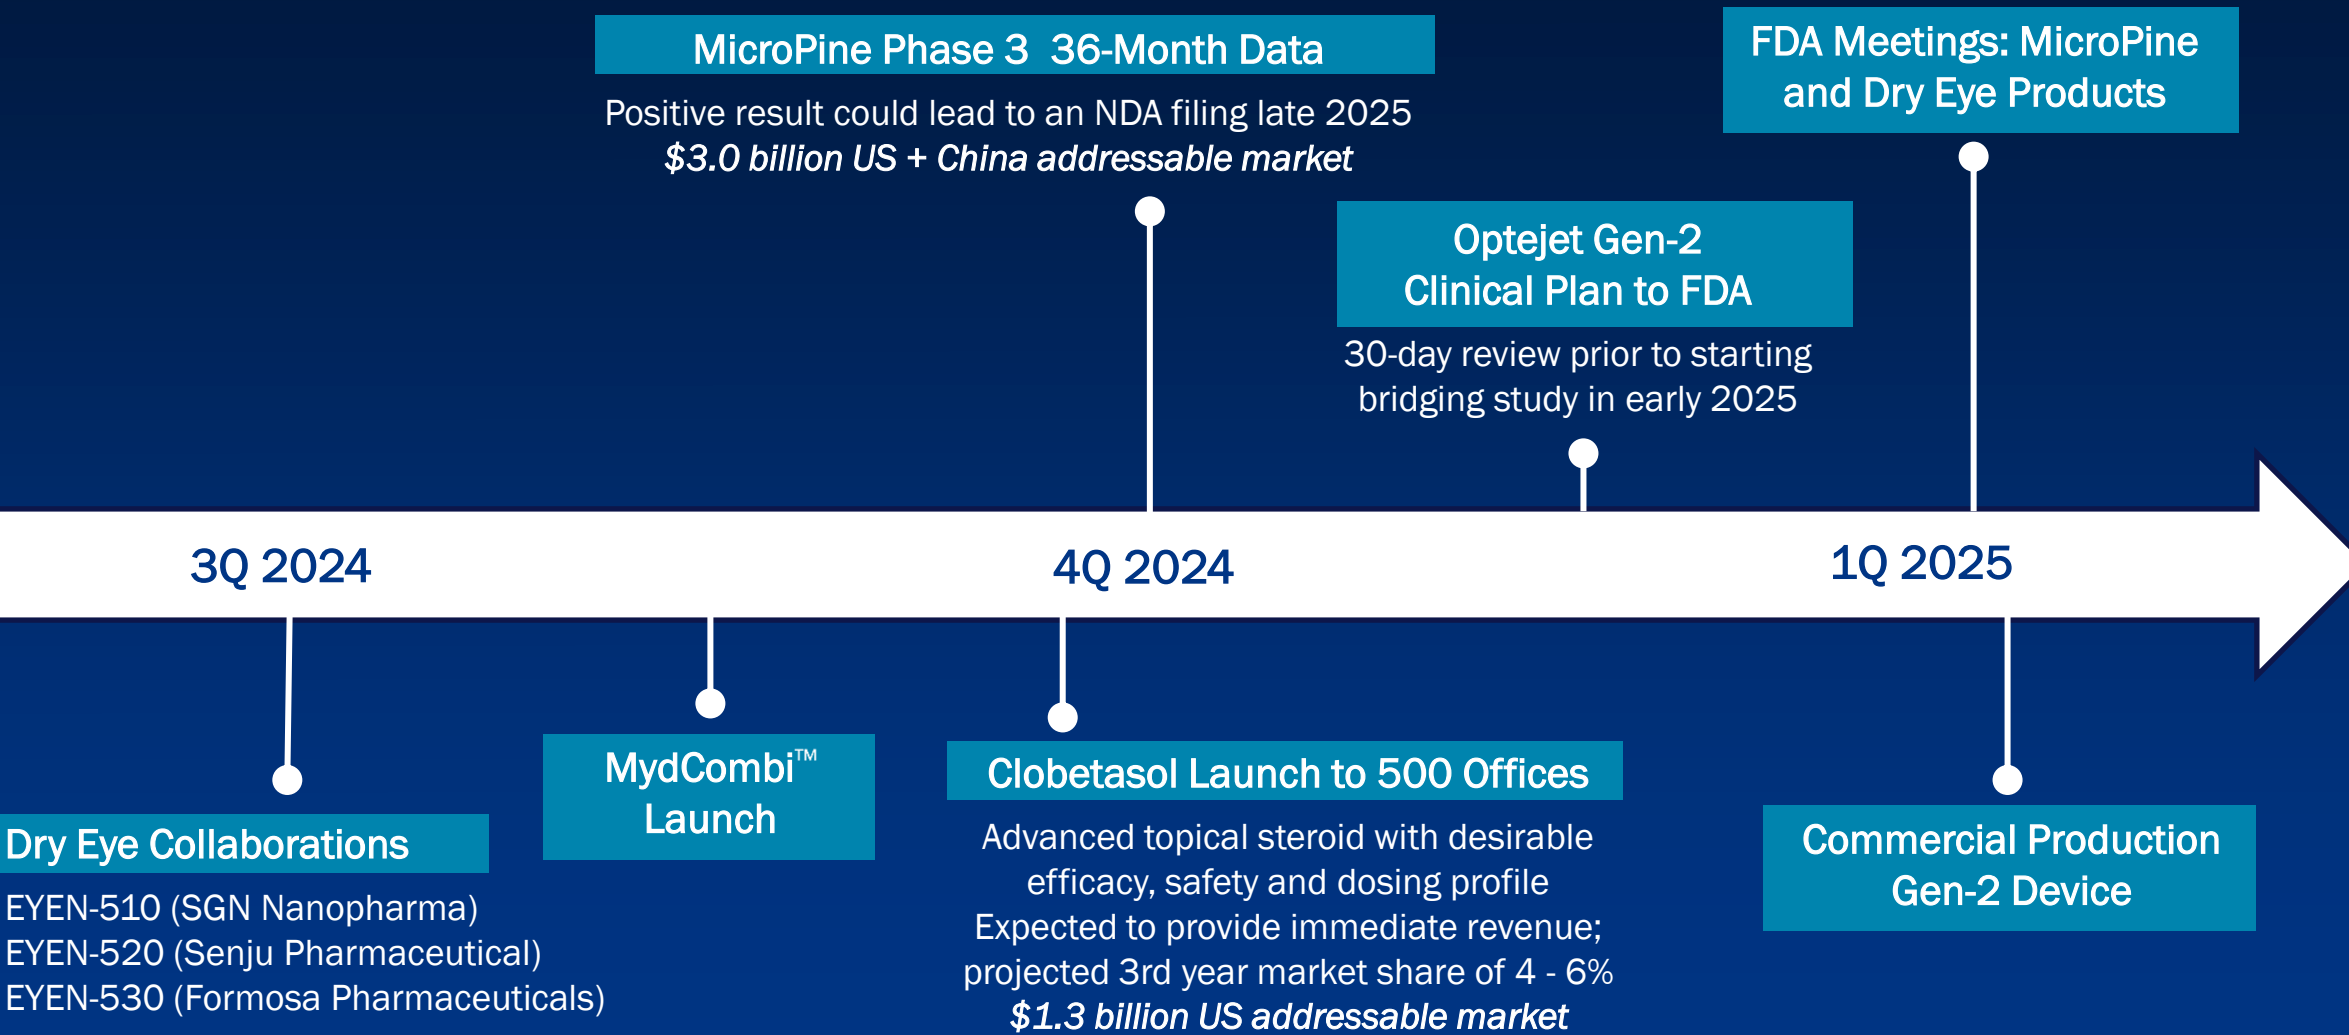 MicroPine Phase 3  36-Month Data
Positive result could lead to an NDA filing late 2025
$3.0 billion US + China addressable market
FDA Meetings: MicroPine
and Dry Eye Products
Optejet Gen-2
Clinical Plan to FDA
30-day review prior to starting
bridging study in early 2025
3Q 2024
4Q 2024
1Q 2025
Dry Eye Collaborations
EYEN-510 (SGN Nanopharma)
EYEN-520 (Senju Pharmaceutical)
EYEN-530 (Formosa Pharmaceuticals)
MydCombi™
Launch
Clobetasol Launch to 500 Offices
Advanced topical steroid with desirable
efficacy, safety and dosing profile
Expected to provide immediate revenue;
projected 3rd year market share of 4 - 6%
$1.3 billion US addressable market
Commercial Production
Gen-2 Device